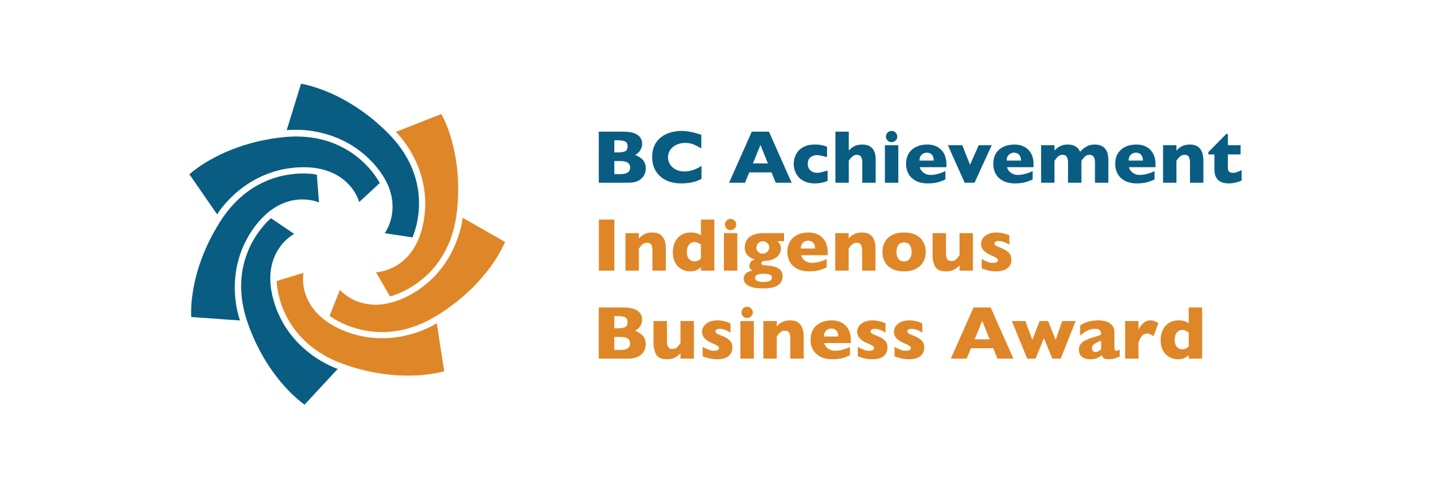 BC Achievement
Indigenous
Business Award